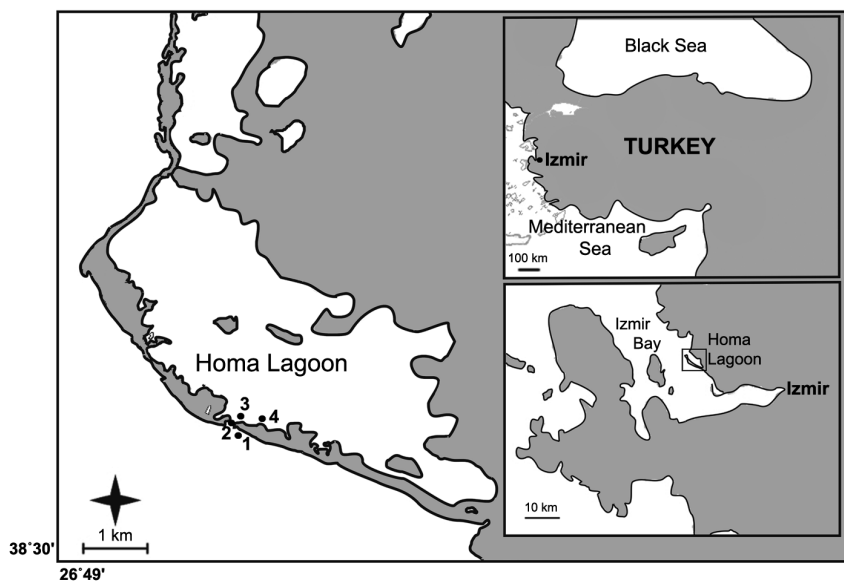 Black Sea
TURKEY
Izmir
Mediterranean
Sea
100 km
Izmir
Bay
Homa
Lagoon
Izmir
10 km
Homa Lagoon
3
4
2
1
1 km
38˚30'
26˚49'